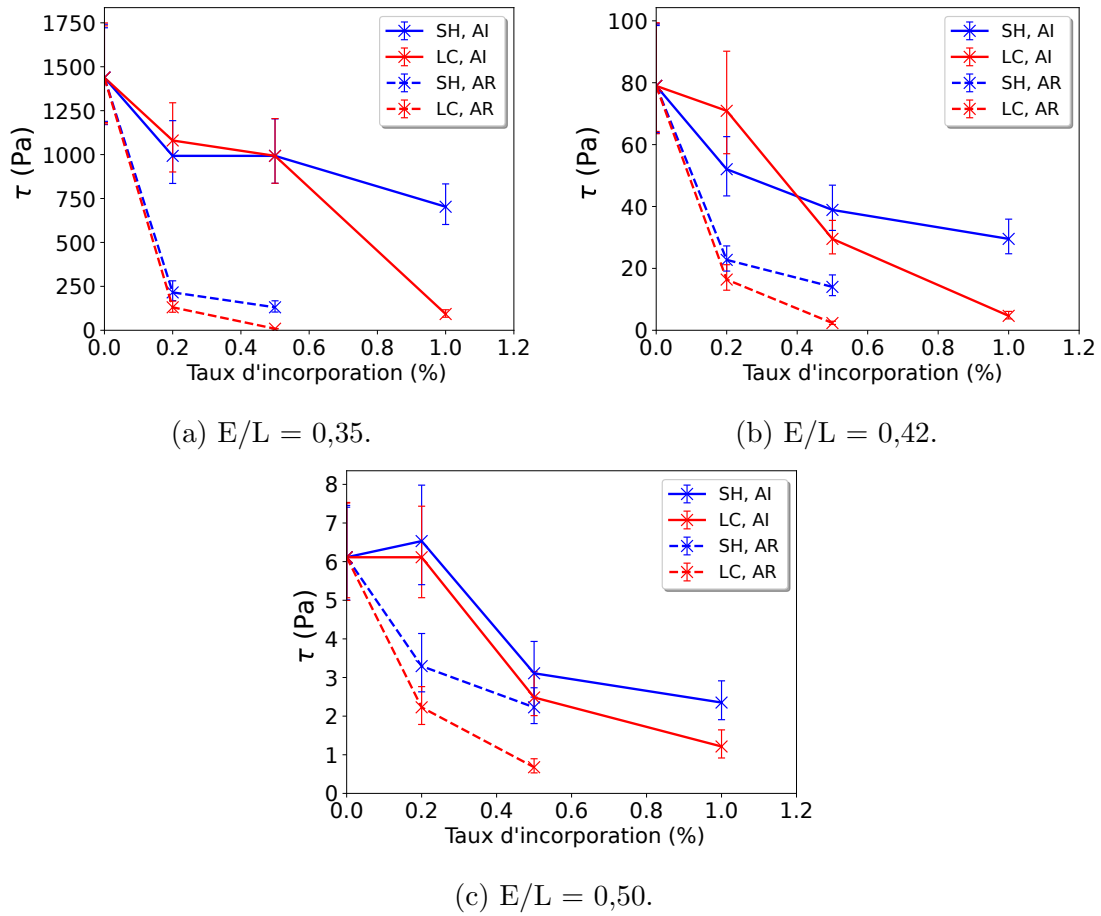 1750
1500
1250
1000
750
500
250
0
τ (Pa)
0.0 0.2 0.4 0.6 0.8 1.0 1.2
Taux d'incorporation (%)
SH, AI
LC, AI
SH, AR
LC, AR
(a) E/L = 0,35.
100
80
60
40
20
0
τ (Pa)
0.0 0.2 0.4 0.6 0.8 1.0 1.2
Taux d'incorporation (%)
SH, AI
LC, AI
SH, AR
LC, AR
(b) E/L = 0,42.
8
7
6
5
4
3
2
1
0
τ (Pa)
0.0 0.2 0.4 0.6 0.8 1.0 1.2
Taux d'incorporation (%)
SH, AI
LC, AI
SH, AR
LC, AR
(c) E/L = 0,50.